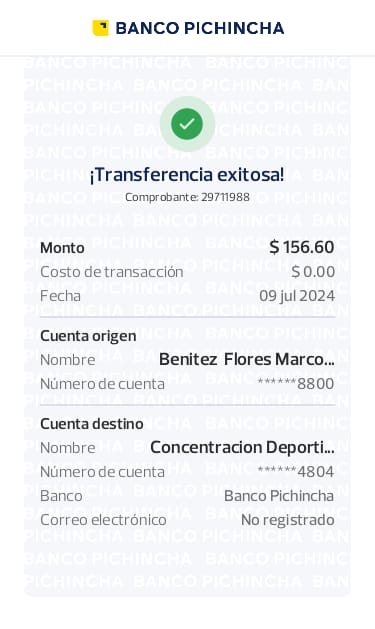 BANCO PICHINCHA
¡Transferencia exitosa!
Comprobante: 29711988
Monto $ 156.60
Costo de transacción $ 0.00
Fecha 09 jul 2024
Cuenta origen
Nombre Benitez Flores Marco...
Número de cuenta ******8800
Cuenta destino
Nombre Concentracion Deporti...
Número de cuenta ******4804
Banco Banco Pichincha
Correo electrónico No registrado